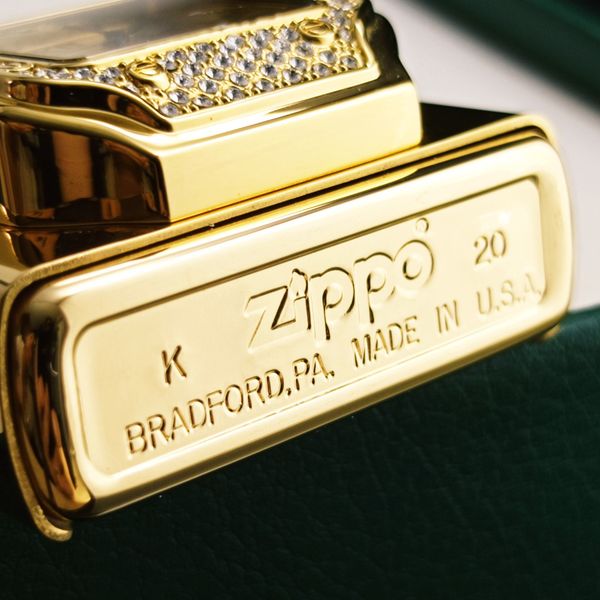 K Zippo 20
BRADFORD,PA. MADE IN U.S.A.